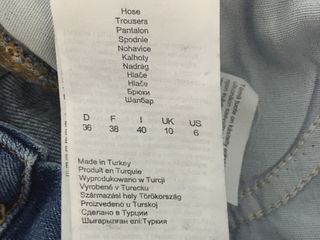 Hose
Trousers
Pantalon
Spodnie
Nohavice
Kalhoty
Nadrág
Hlače
Hlače
Брюки
Шалбар
D F I UK US
36 38 40 10 6
Made in Turkey
Produit en Turquie
Wyprodukowano w Turcji
Vyrobené v Turecku
Származási hely Törökország
Proizvedeno u Turskoj
Сделано в Турции
Шығарылған елі:Түркия